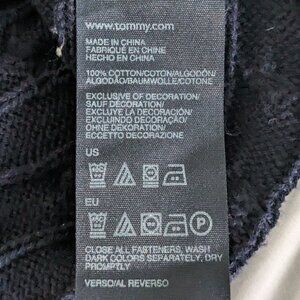 www.tommy.com
MADE IN CHINA
FABRIQUÉ EN CHINE
HECHO EN CHINA
100% COTTON/COTON/ALGODÓN/
ALGODÃO/BAUMWOLLE/COTONE
EXCLUSIVE OF DECORATION/
SAUF DÉCORATION/
EXCLUYE LA DECORACIÓN/
EXCLUINDO DECORAÇÃO/
OHNE DEKORATION/
ECCETTO DECORAZIONE
US
EU
P
CLOSE ALL FASTENERS, WASH
DARK COLORS SEPARATELY, DRY
PROMPTLY
VERSO/AL REVERSO